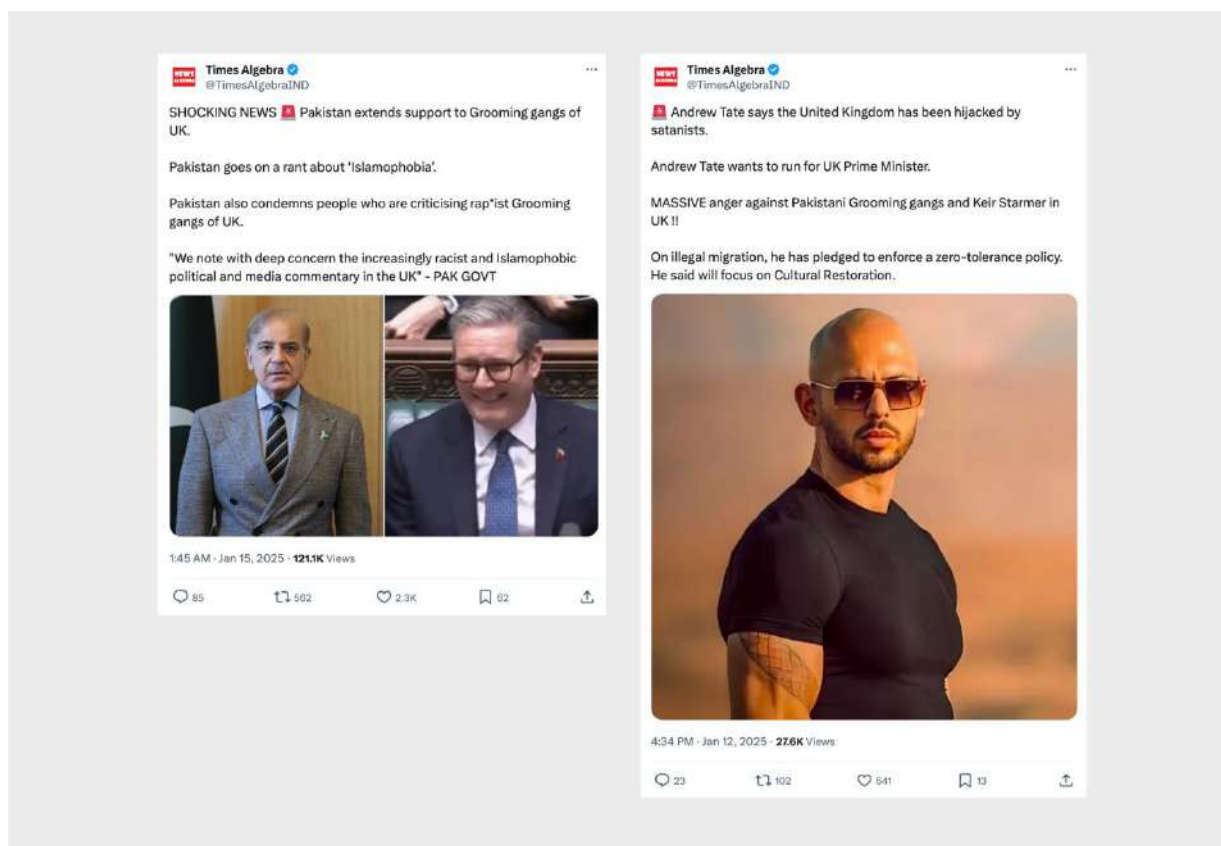 Times Algebra
@TimesAlgebraIND
SHOCKING NEWS 🚨 Pakistan extends support to Grooming gangs of
UK.
Pakistan goes on a rant about 'Islamophobia'.
Pakistan also condemns people who are criticising rap*ist Grooming
gangs of UK.
"We note with deep concern the increasingly racist and Islamophobic
political and media commentary in the UK" - PAK GOVT
1:45 AM · Jan 15, 2025 · 121.1K Views
85 562 2.3K 62
Times Algebra
@TimesAlgebraIND
🚨 Andrew Tate says the United Kingdom has been hijacked by
satanists.
Andrew Tate wants to run for UK Prime Minister.
MASSIVE anger against Pakistani Grooming gangs and Keir Starmer in
UK !!
On illegal migration, he has pledged to enforce a zero-tolerance policy.
He said will focus on Cultural Restoration.
4:34 PM · Jan 12, 2025 · 27.6K Views
23 102 641 13